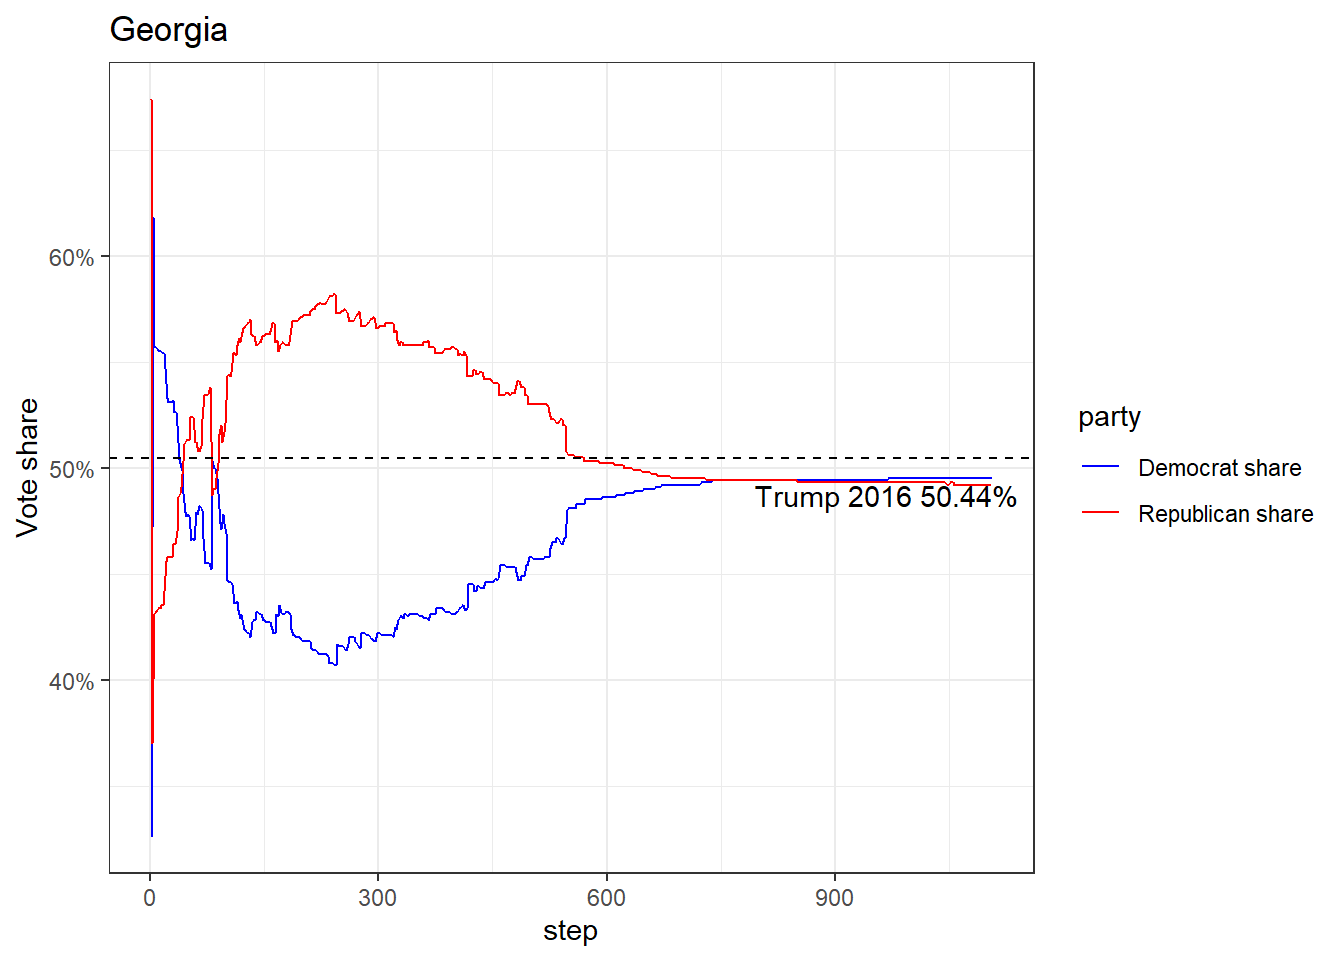 Georgia
Vote share
60%
50%
40%
Trump 2016 50.44%
0
300
600
900
step
party
Democrat share
Republican share